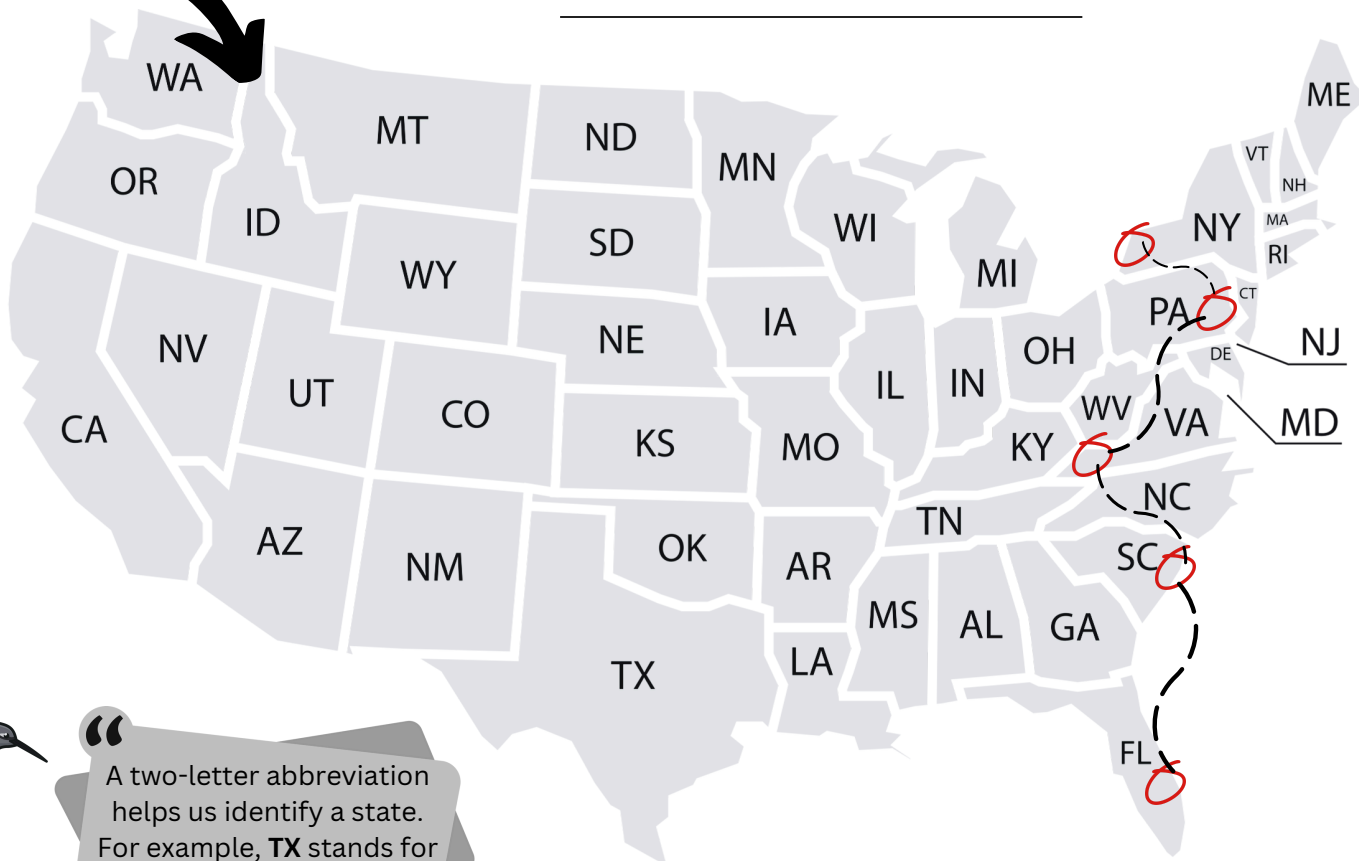 WA
MT
ND
MN
ME
VT
NH
OR
ID
WY
SD
WI
MI
NY
MA
RI
NV
UT
CO
NE
IA
IL
IN
OH
PA
CT
NJ
DE
CA
KS
MO
KY
WV
VA
MD
AZ
NM
OK
AR
TN
NC
SC
TX
LA
MS
AL
GA
FL
“
A two-letter abbreviation
helps us identify a state.
For example, TX stands for